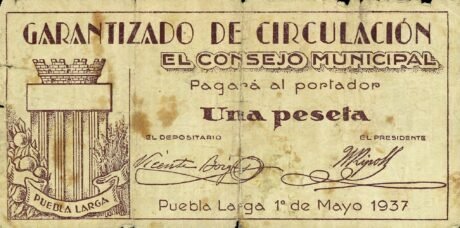 GARANTIZADO DE CIRCULACIÓN
EL CONSEJO MUNICIPAL
Pagará al portador
Una peseta
EL DEPOSITARIO
EL PRESIDENTE
Vicente
PUEBLA LARGA
Puebla Larga 1º de Mayo 1937